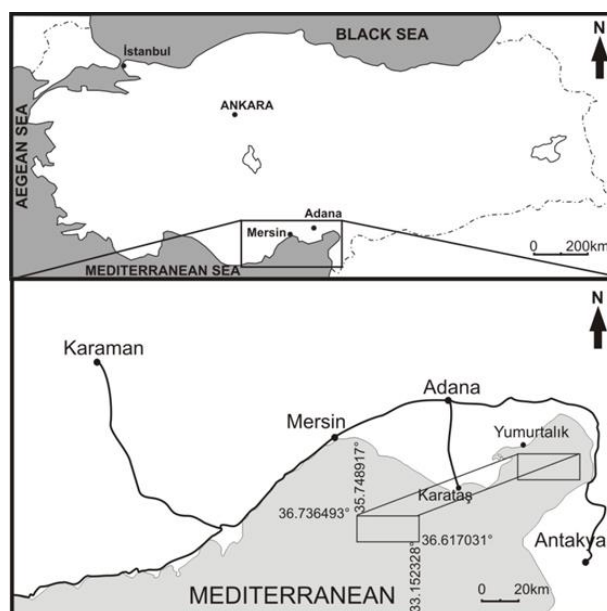 BLACK SEA
N
İstanbul
ANKARA
AEGEAN SEA
Adana
Mersin
0 200km
MEDITERRANEAN SEA
N
Karaman
Adana
Mersin
Yumurtalık
35.748917°
Karataş
36.736493°
36.617031°
Antakya
33.152328°
MEDITERRANEAN
0 20km